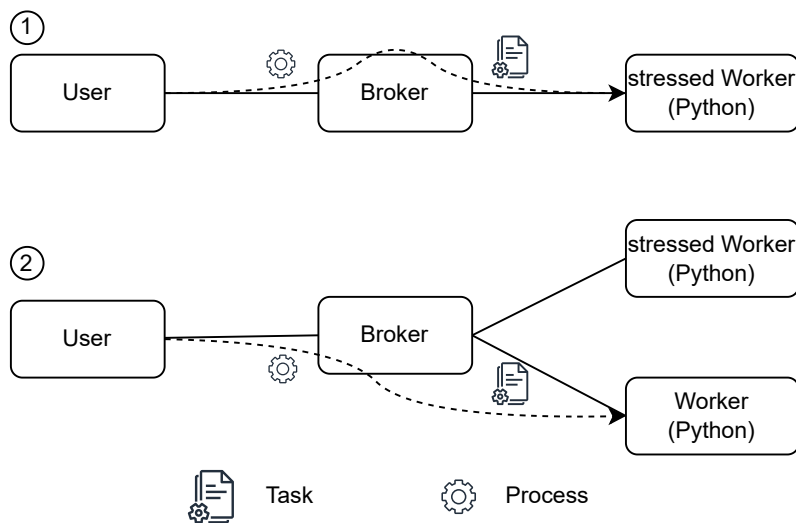 1
User
Broker
stressed Worker
(Python)
2
stressed Worker
(Python)
User
Broker
Worker
(Python)
Task
Process